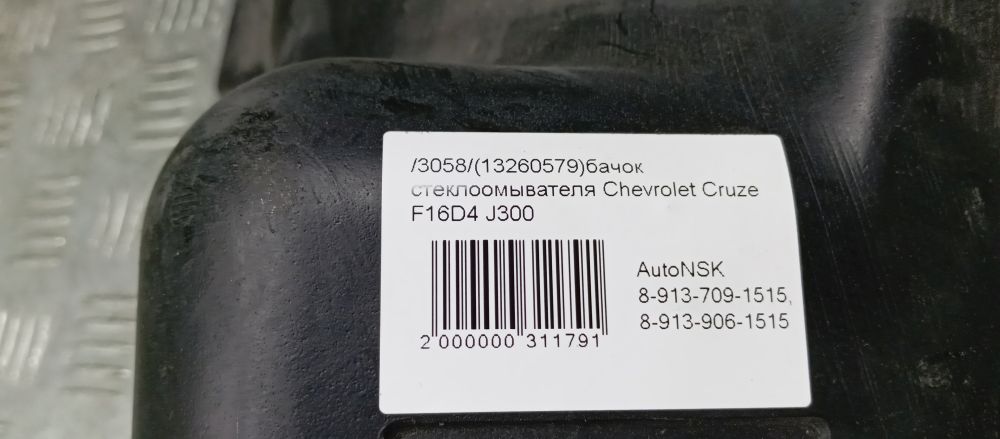 /3058/(13260579)бачок
стеклоомывателя Chevrolet Cruze
F16D4 J300
AutoNSK
8-913-709-1515,
8-913-906-1515
2 000000 311791